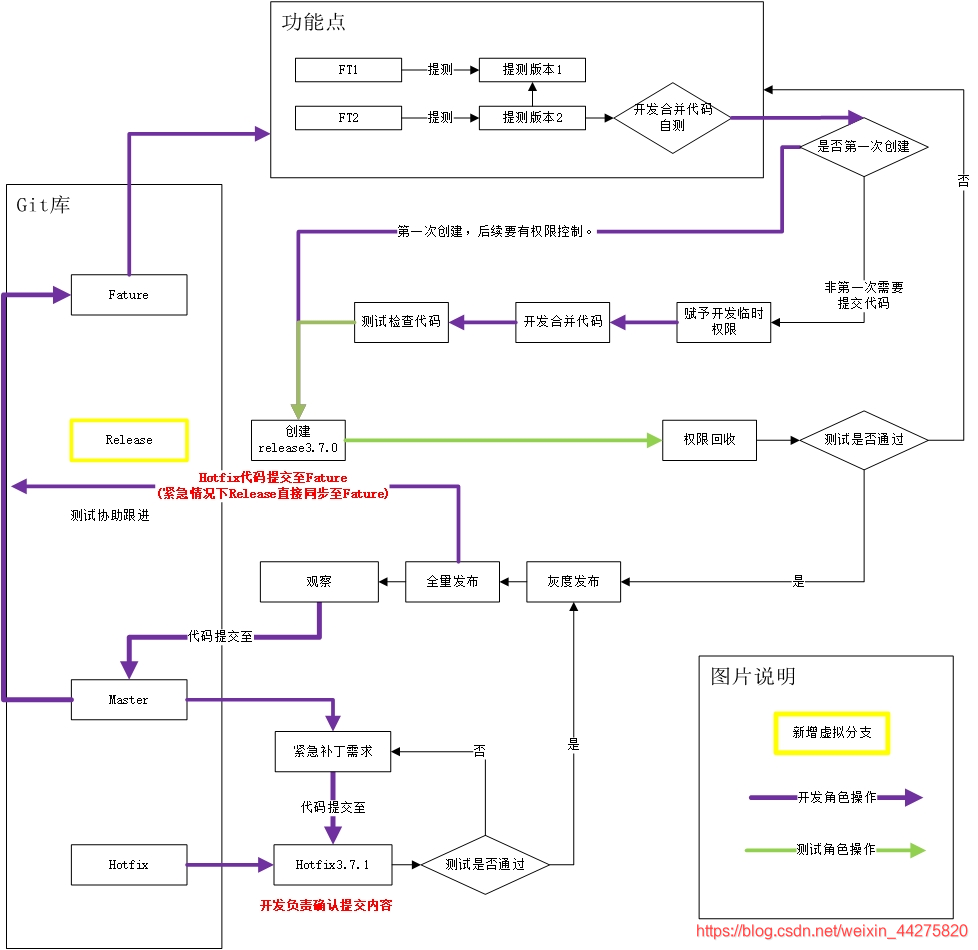 功能点
FT1
提测
提测版本1
FT2
提测
提测版本2
开发合并代码
自测
是否第一次创建
否
Git库
第一次创建，后续要有权限控制。
Fature
非第一次需要
提交代码
测试检查代码
开发合并代码
赋予开发临时
权限
Release
创建
release3.7.0
权限回收
测试是否通过
Hotfix代码提交至Fature
(紧急情况下Release直接同步至Fature)
测试协助跟进
观察
全量发布
灰度发布
是
代码提交至
Master
紧急补丁需求
否
是
代码提交至
Hotfix
Hotfix3.7.1
测试是否通过
开发负责确认提交内容
图片说明
新增虚拟分支
开发角色操作
测试角色操作
https://blog.csdn.net/weixin_44275820